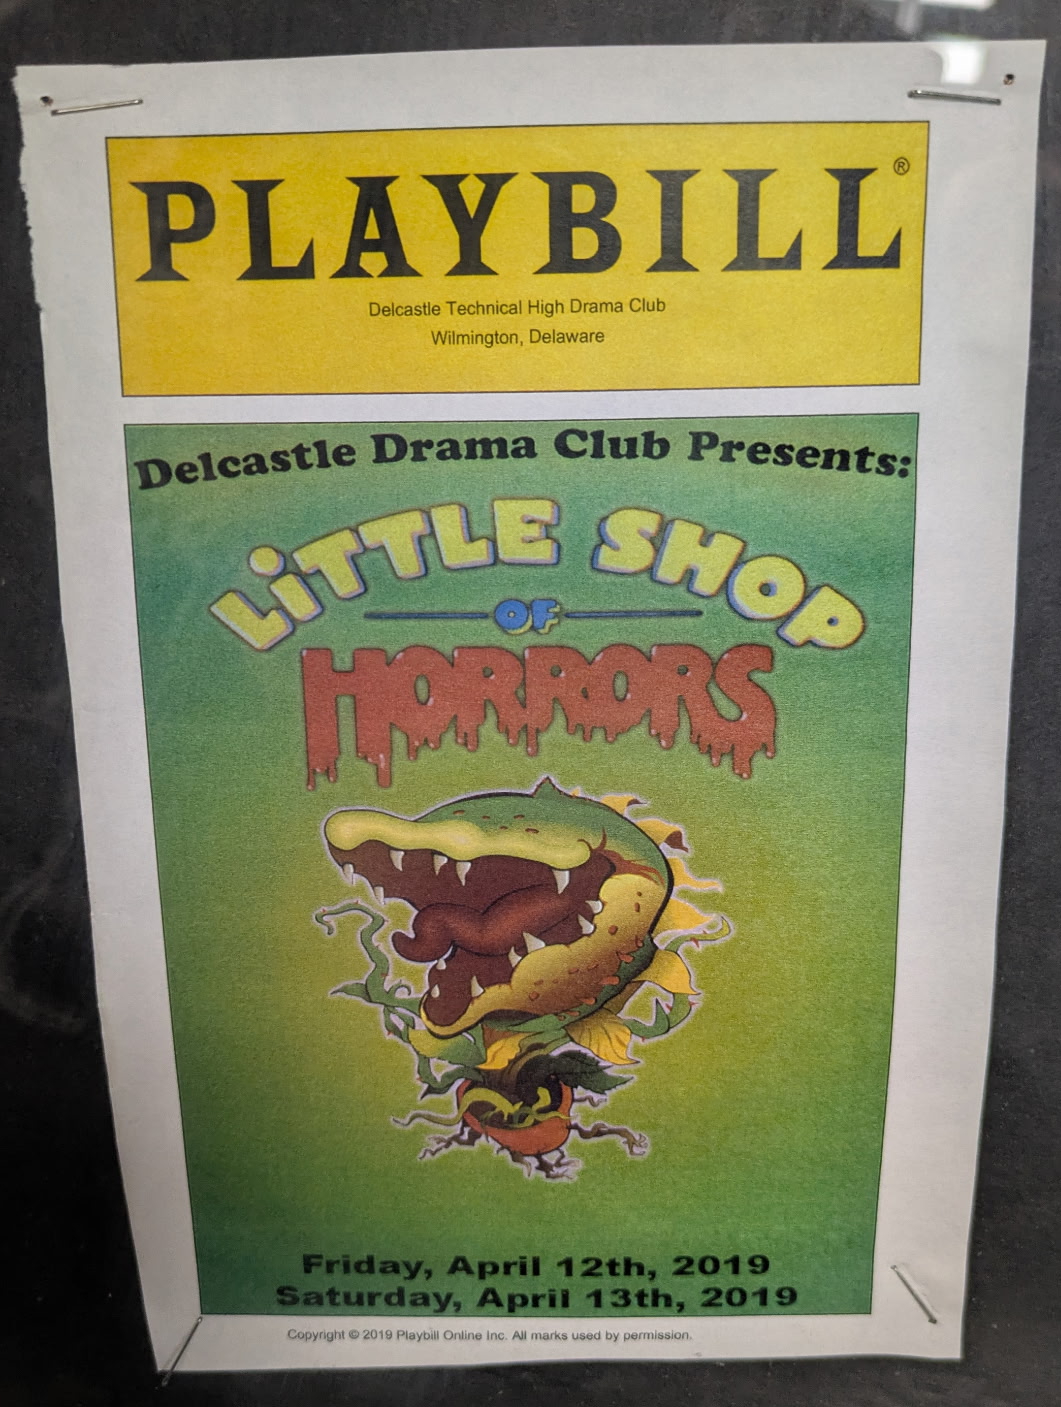 PLAYBILL®
Delcastle Technical High Drama Club
Wilmington, Delaware
Delcastle Drama Club Presents:
LiTTLE SHOP
OF
HORRORS
Friday, April 12th, 2019
Saturday, April 13th, 2019
Copyright © 2019 Playbill Online Inc. All marks used by permission.